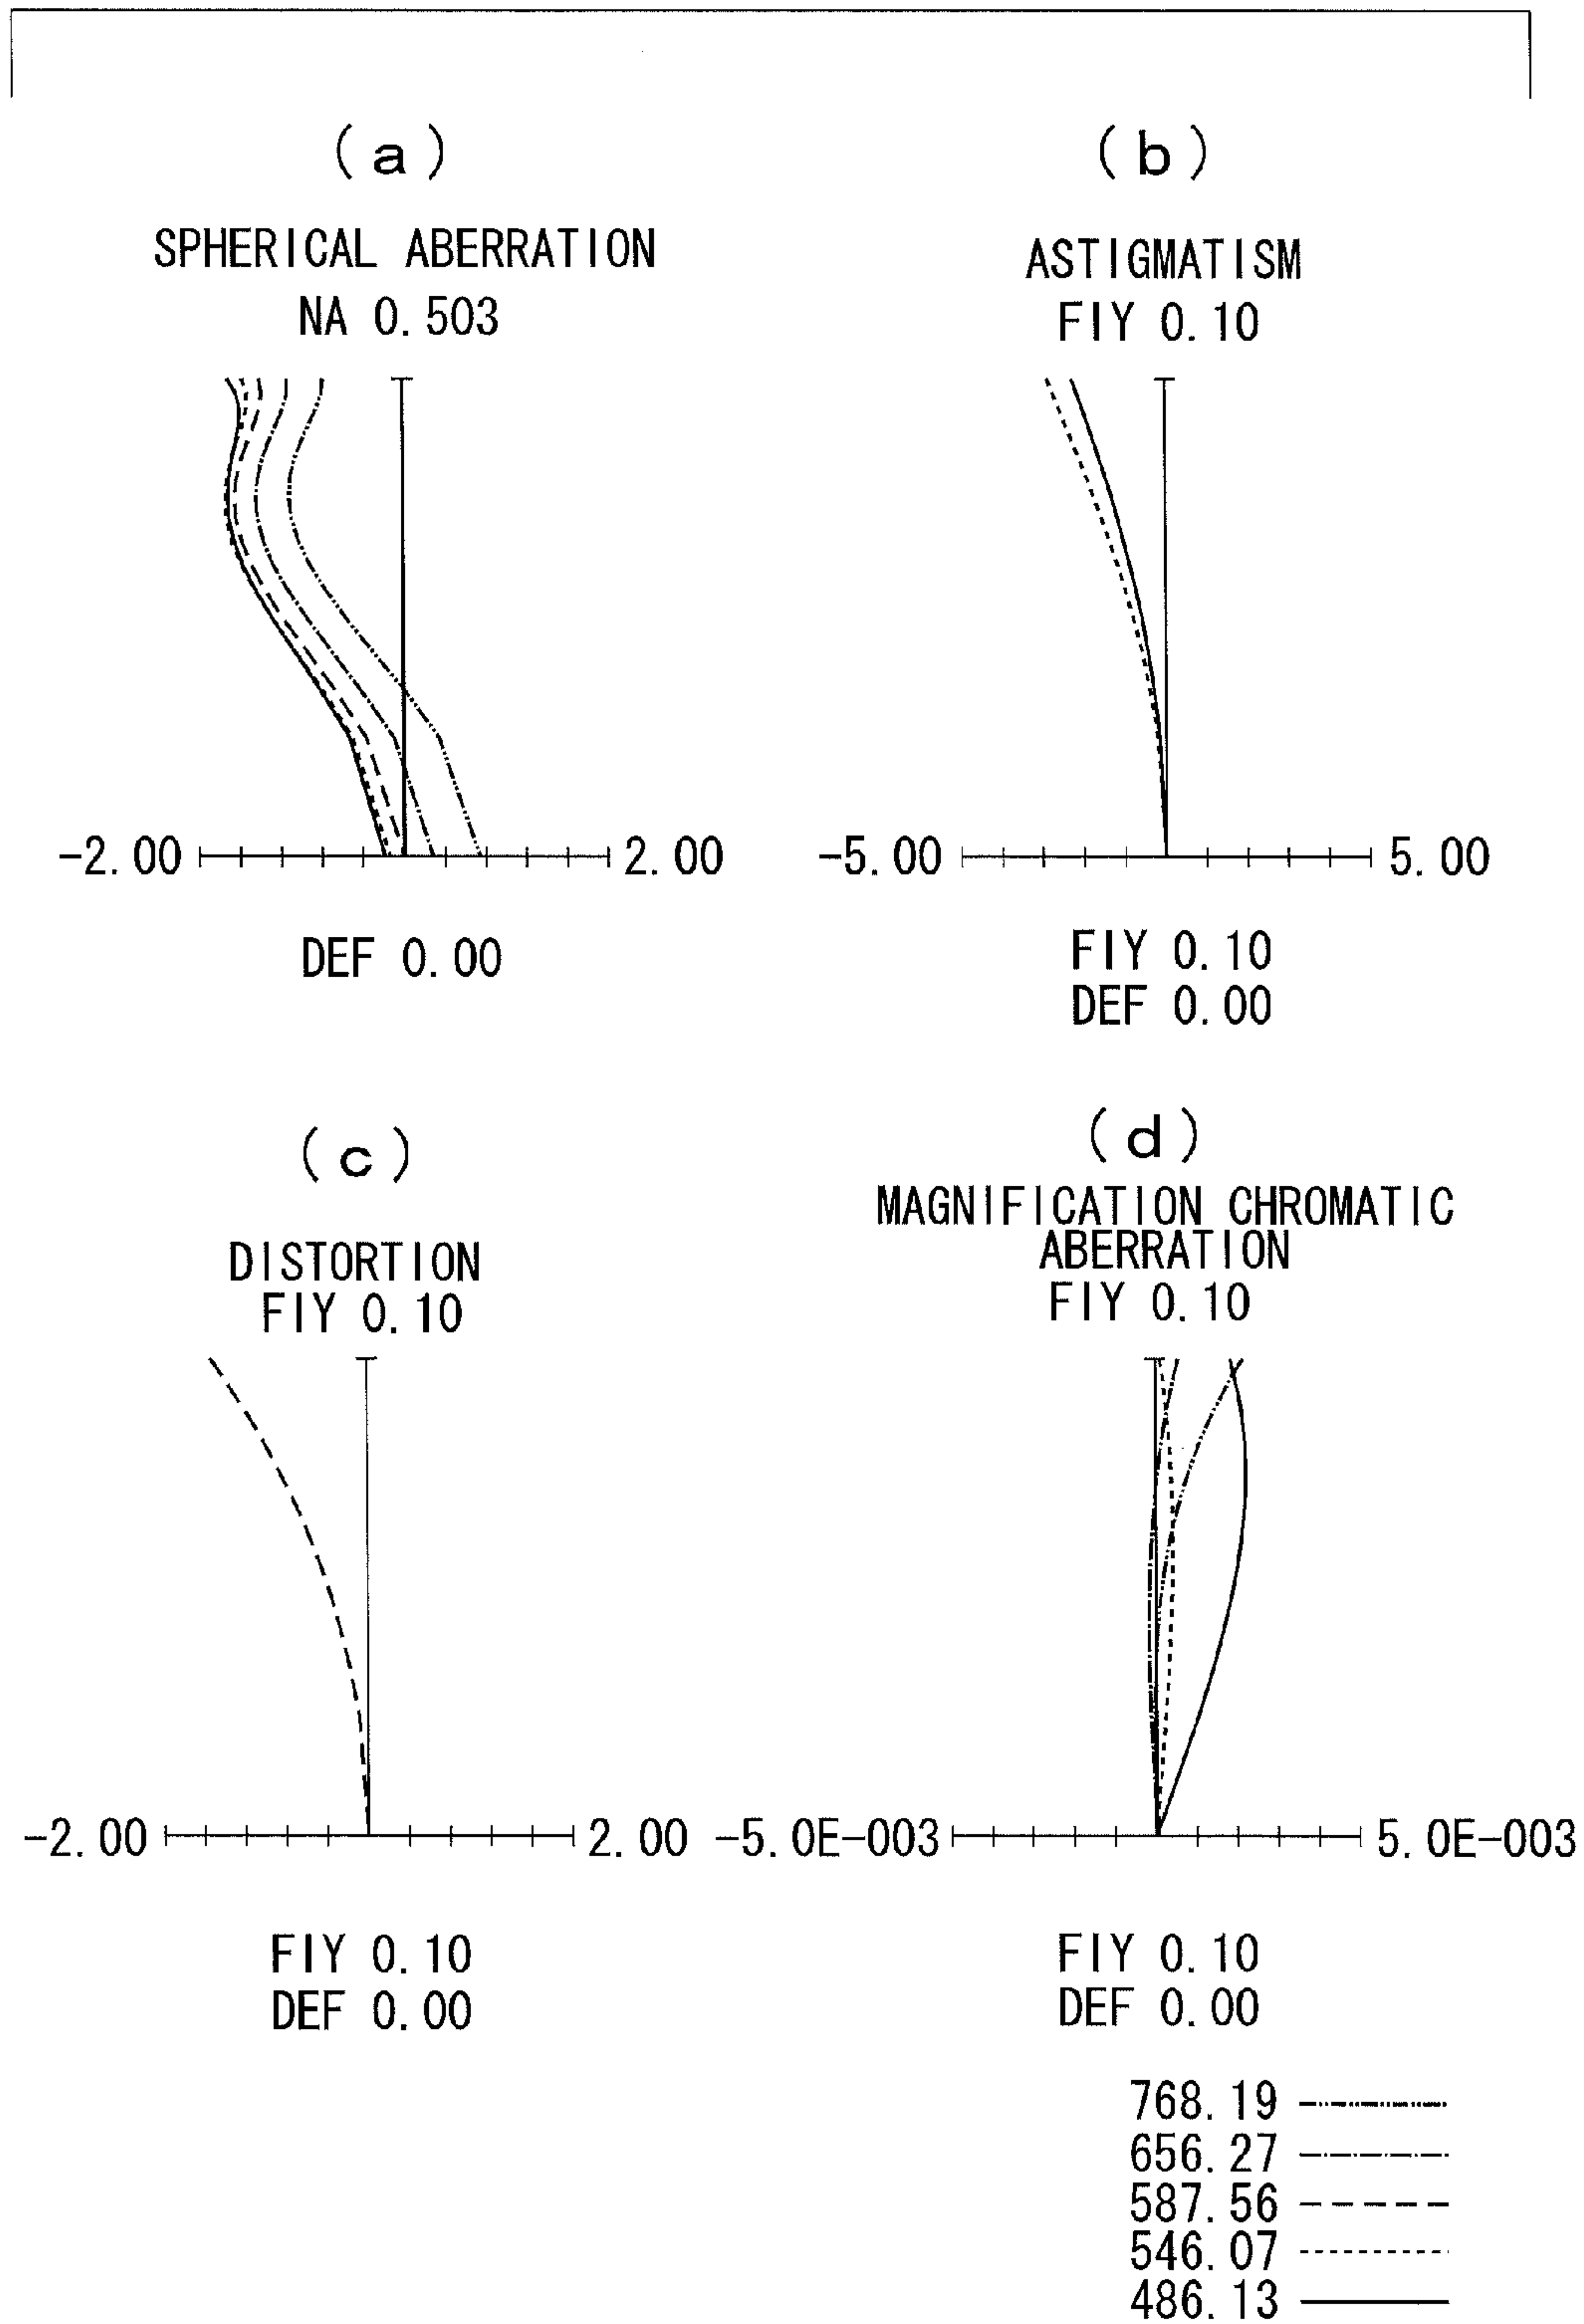 (a)
SPHERICAL ABERRATION
NA 0.503
-2.00 2.00
DEF 0.00
(b)
ASTIGMATISM
FIY 0.10
-5.00 5.00
FIY 0.10
DEF 0.00
(c)
DISTORTION
FIY 0.10
-2.00 2.00
FIY 0.10
DEF 0.00
(d)
MAGNIFICATION CHROMATIC
ABERRATION
FIY 0.10
-5.0E-003 5.0E-003
FIY 0.10
DEF 0.00
768.19
656.27
587.56
546.07
486.13